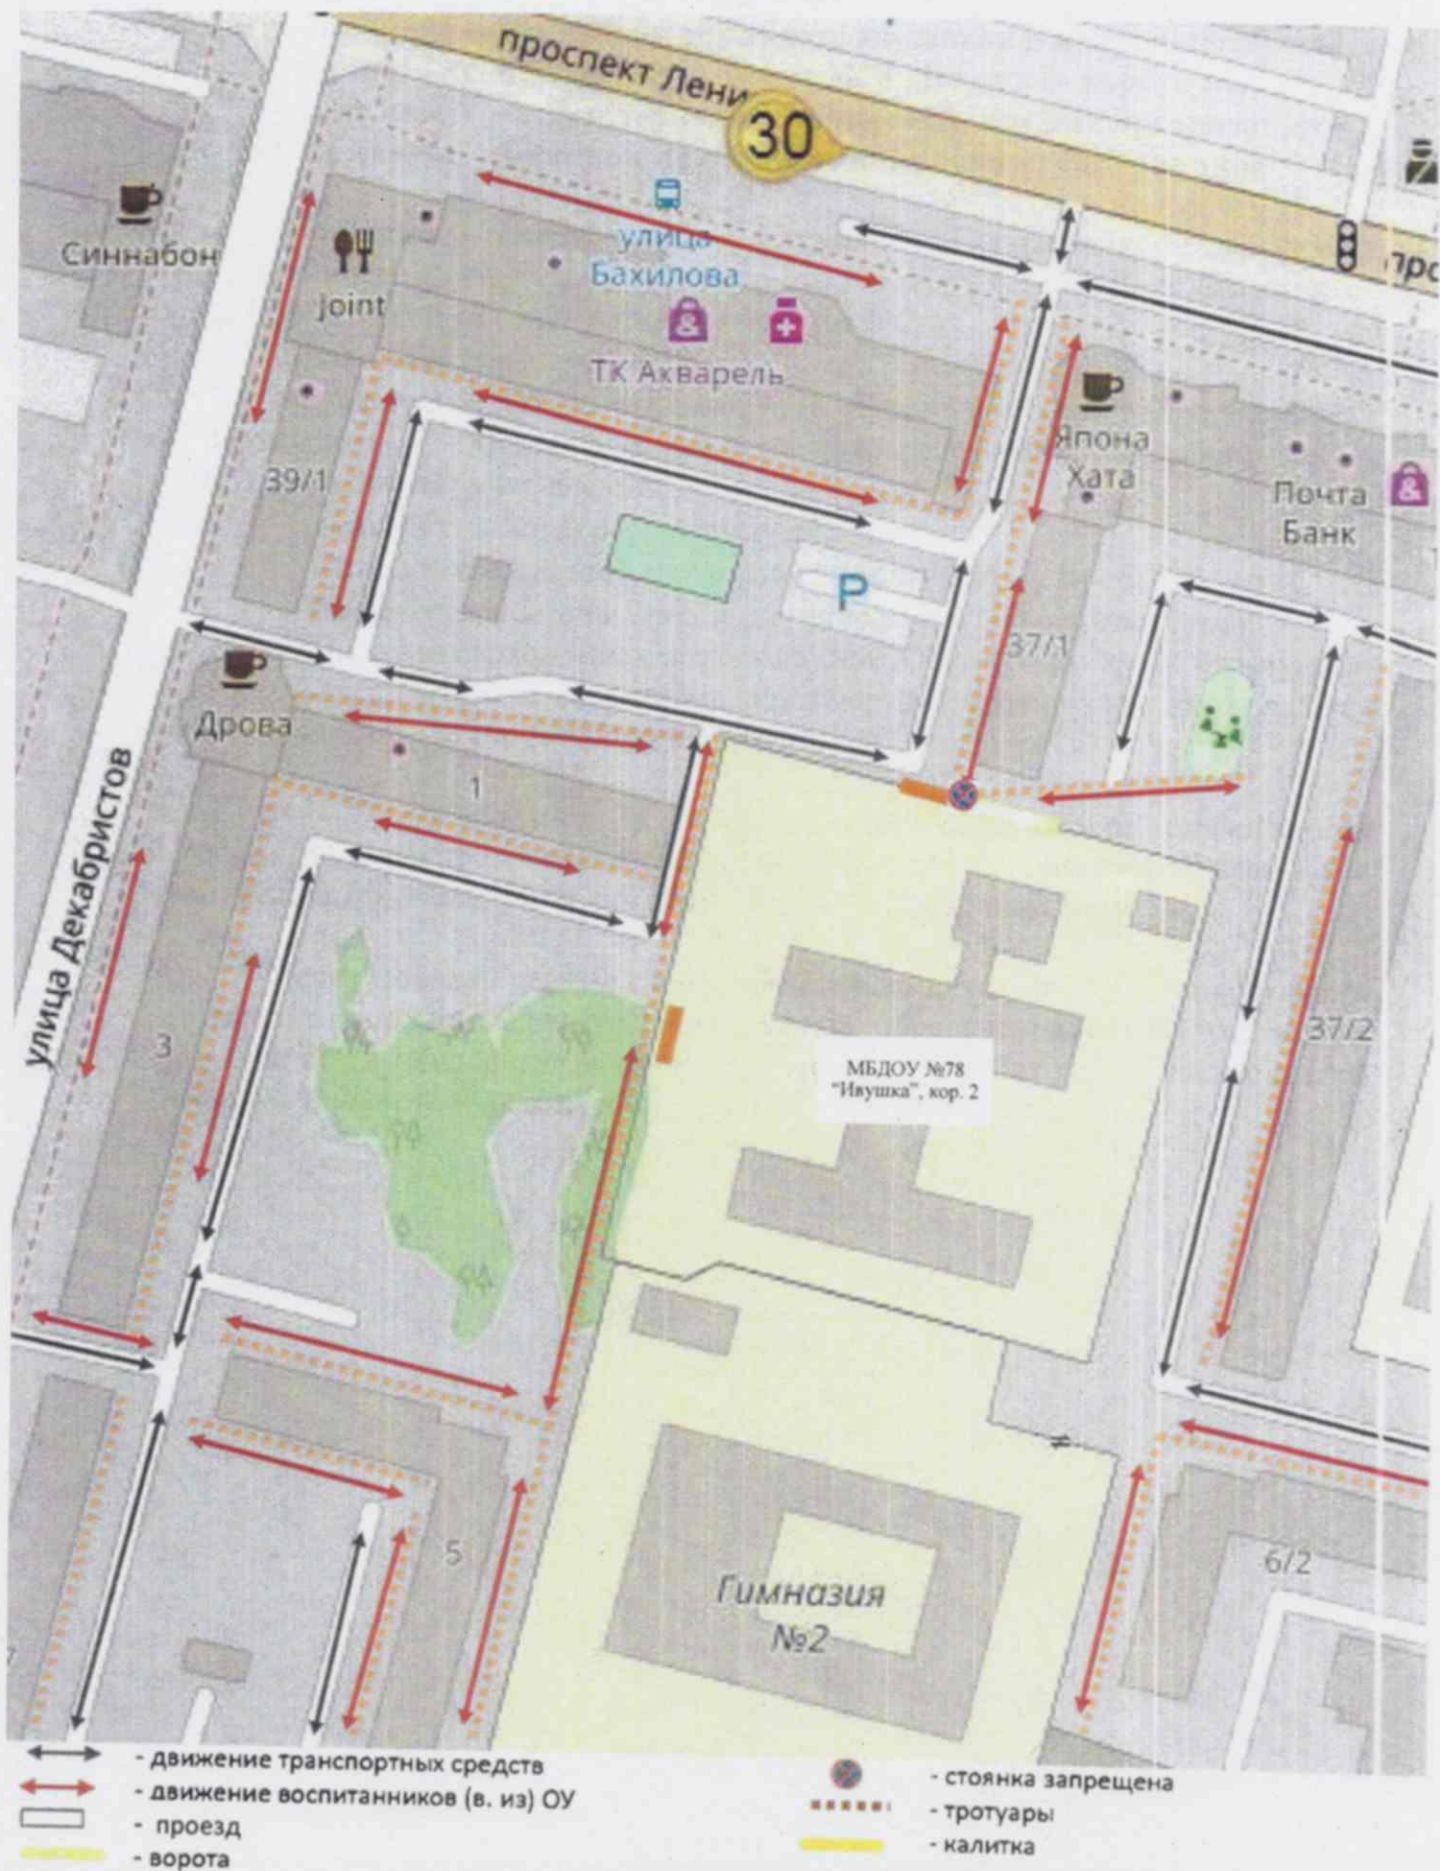 проспект Лени
30
улица
Бахилова
Синнабон
Joint
ТК Акварель
про
39/1
Япона
Хата
Почта
Банк
P
37/1
Дрова
1
улица Декабристов
3
МБДОУ №78
“Ивушка”, кор. 2
37/2
5
Гимназия
№2
6/2
- движение транспортных средств
- движение воспитанников (в. из) ОУ
- проезд
- ворота
- стоянка запрещена
- тротуары
- калитка